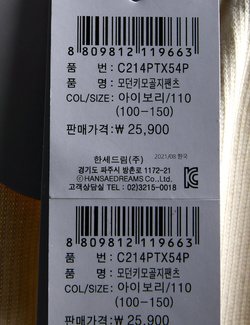 8 809812 119663
품 번: C214PTX54P
품 명: 모던키모골지팬츠
COL/SIZE: 아이보리/110
(100-150)
판매가격:₩ 25,900
한세드림(주) 2021/08 한국
경기도 파주시 방촌로 1172-21
ⓒHANSAEDREAMS Co.,Ltd.
고객상담실 TEL: 02)3215-0018
8 809812 119663
품 번: C214PTX54P
품 명: 모던키모골지팬츠
COL/SIZE: 아이보리/110
(100-150)
판매가격:₩ 25,900